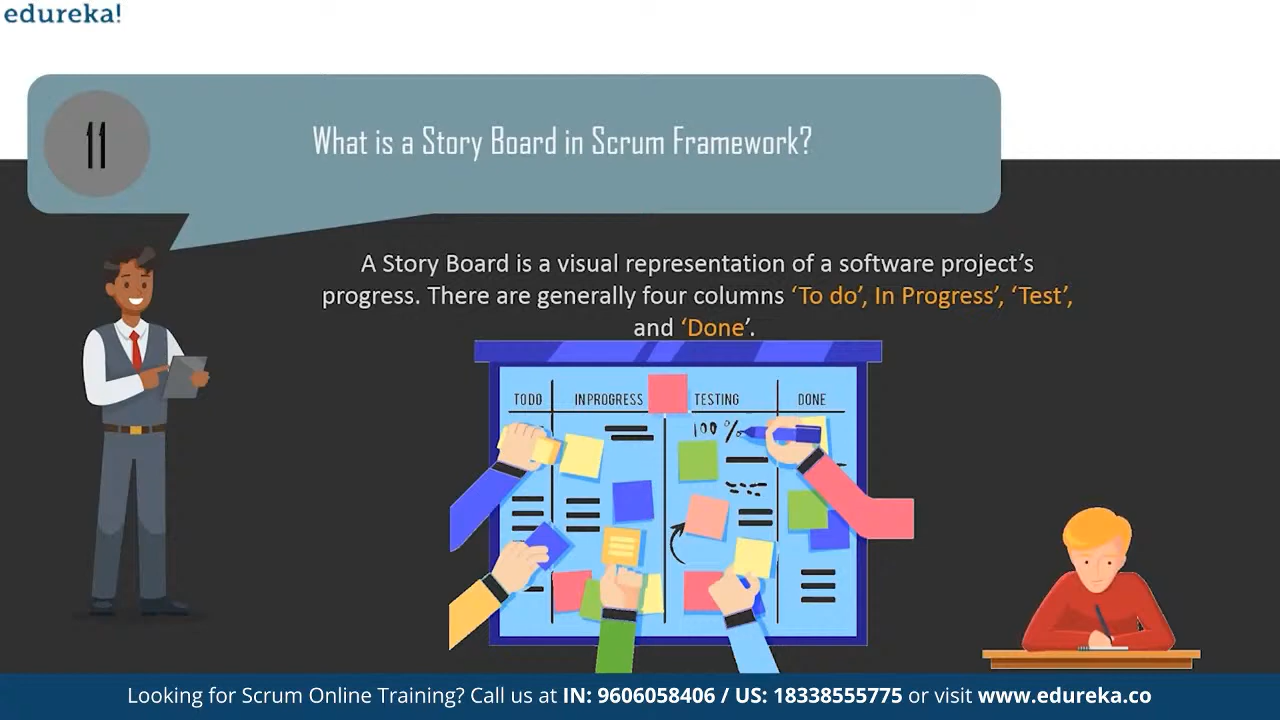 edureka!
11
What is a Story Board in Scrum Framework?
A Story Board is a visual representation of a software project's
progress. There are generally four columns ‘To do’, In Progress’, ‘Test’,
and ‘Done’.
TODO INPROGRESS TESTING DONE
100 %
Looking for Scrum Online Training? Call us at IN: 9606058406 / US: 18338555775 or visit www.edureka.co